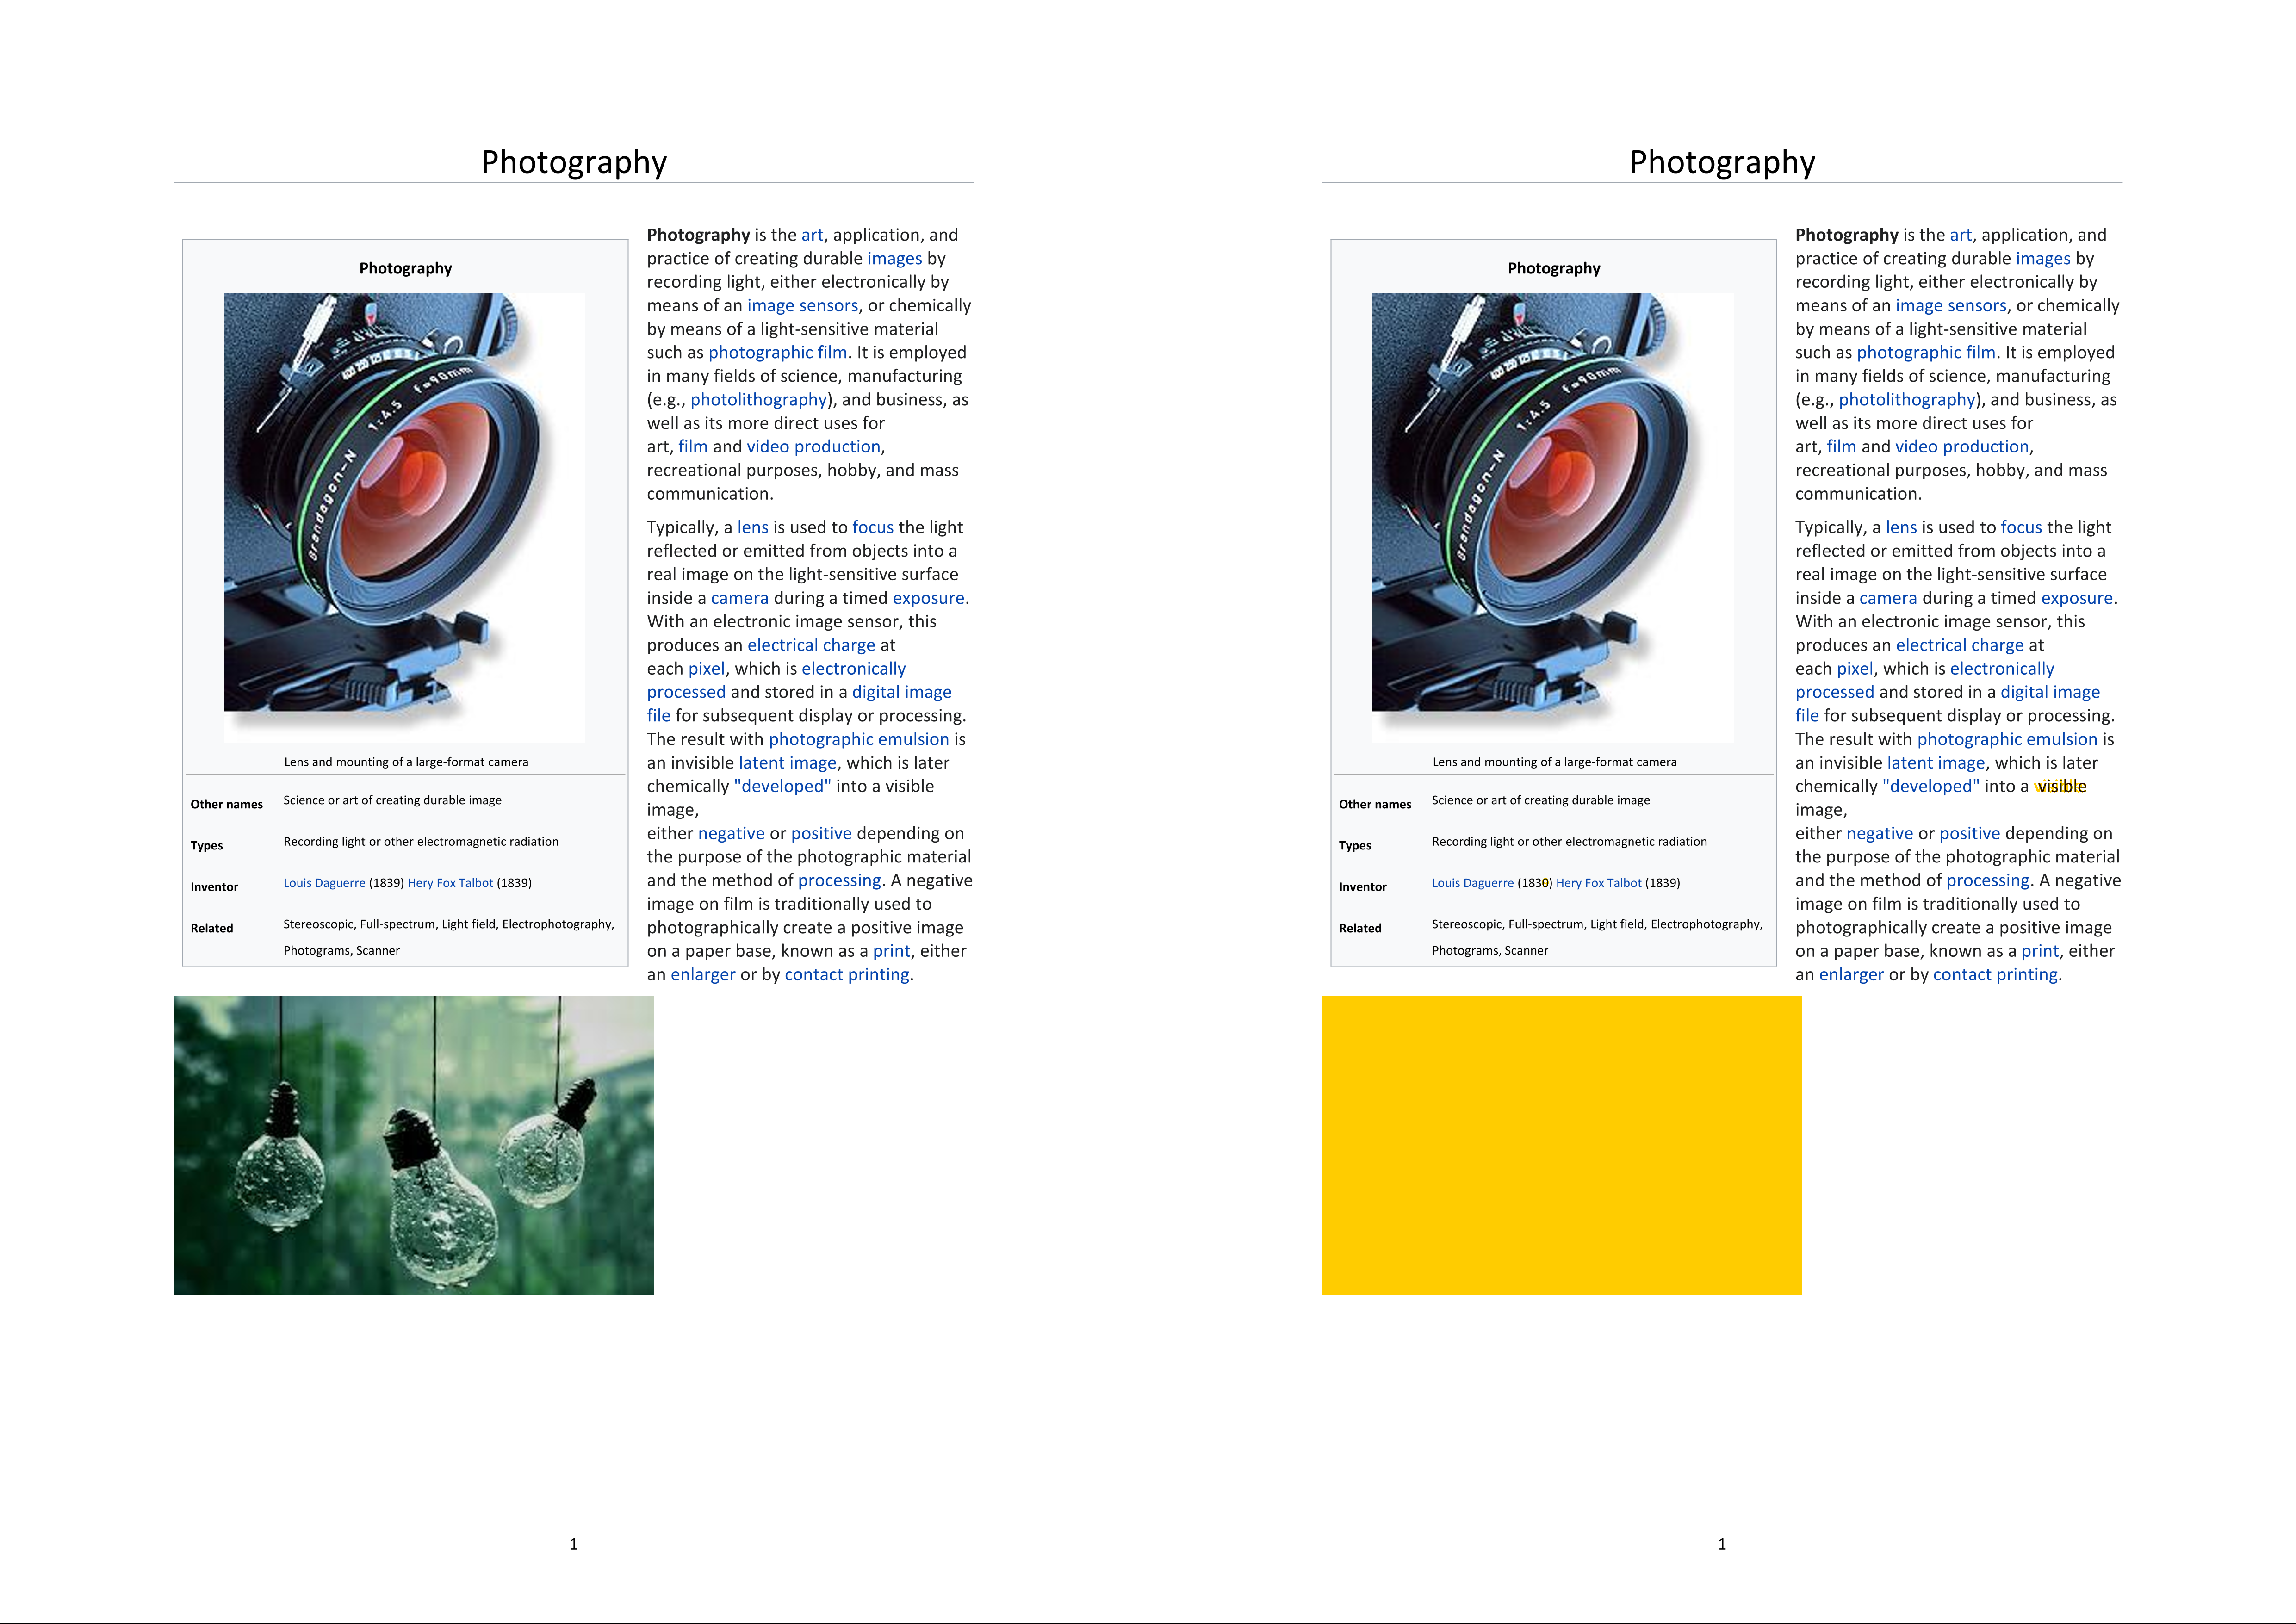 Photography
Photography
Lens and mounting of a large-format camera
Other names Science or art of creating durable image
Types Recording light or other electromagnetic radiation
Inventor Louis Daguerre (1839) Hery Fox Talbot (1839)
Related Stereoscopic, Full-spectrum, Light field, Electrophotography,
Photograms, Scanner
Photography is the art, application, and
practice of creating durable images by
recording light, either electronically by
means of an image sensors, or chemically
by means of a light-sensitive material
such as photographic film. It is employed
in many fields of science, manufacturing
(e.g., photolithography), and business, as
well as its more direct uses for
art, film and video production,
recreational purposes, hobby, and mass
communication.
Typically, a lens is used to focus the light
reflected or emitted from objects into a
real image on the light-sensitive surface
inside a camera during a timed exposure.
With an electronic image sensor, this
produces an electrical charge at
each pixel, which is electronically
processed and stored in a digital image
file for subsequent display or processing.
The result with photographic emulsion is
an invisible latent image, which is later
chemically "developed" into a visible
image,
either negative or positive depending on
the purpose of the photographic material
and the method of processing. A negative
image on film is traditionally used to
photographically create a positive image
on a paper base, known as a print, either
an enlarger or by contact printing.
1:4.5 f=90mm
Grandagon-N
1
Photography
Photography
Lens and mounting of a large-format camera
Other names Science or art of creating durable image
Types Recording light or other electromagnetic radiation
Inventor Louis Daguerre (1830) Hery Fox Talbot (1839)
Related Stereoscopic, Full-spectrum, Light field, Electrophotography,
Photograms, Scanner
Photography is the art, application, and
practice of creating durable images by
recording light, either electronically by
means of an image sensors, or chemically
by means of a light-sensitive material
such as photographic film. It is employed
in many fields of science, manufacturing
(e.g., photolithography), and business, as
well as its more direct uses for
art, film and video production,
recreational purposes, hobby, and mass
communication.
Typically, a lens is used to focus the light
reflected or emitted from objects into a
real image on the light-sensitive surface
inside a camera during a timed exposure.
With an electronic image sensor, this
produces an electrical charge at
each pixel, which is electronically
processed and stored in a digital image
file for subsequent display or processing.
The result with photographic emulsion is
an invisible latent image, which is later
chemically "developed" into a visible
image,
either negative or positive depending on
the purpose of the photographic material
and the method of processing. A negative
image on film is traditionally used to
photographically create a positive image
on a paper base, known as a print, either
an enlarger or by contact printing.
1:4.5 f=90mm
Grandagon-N
1